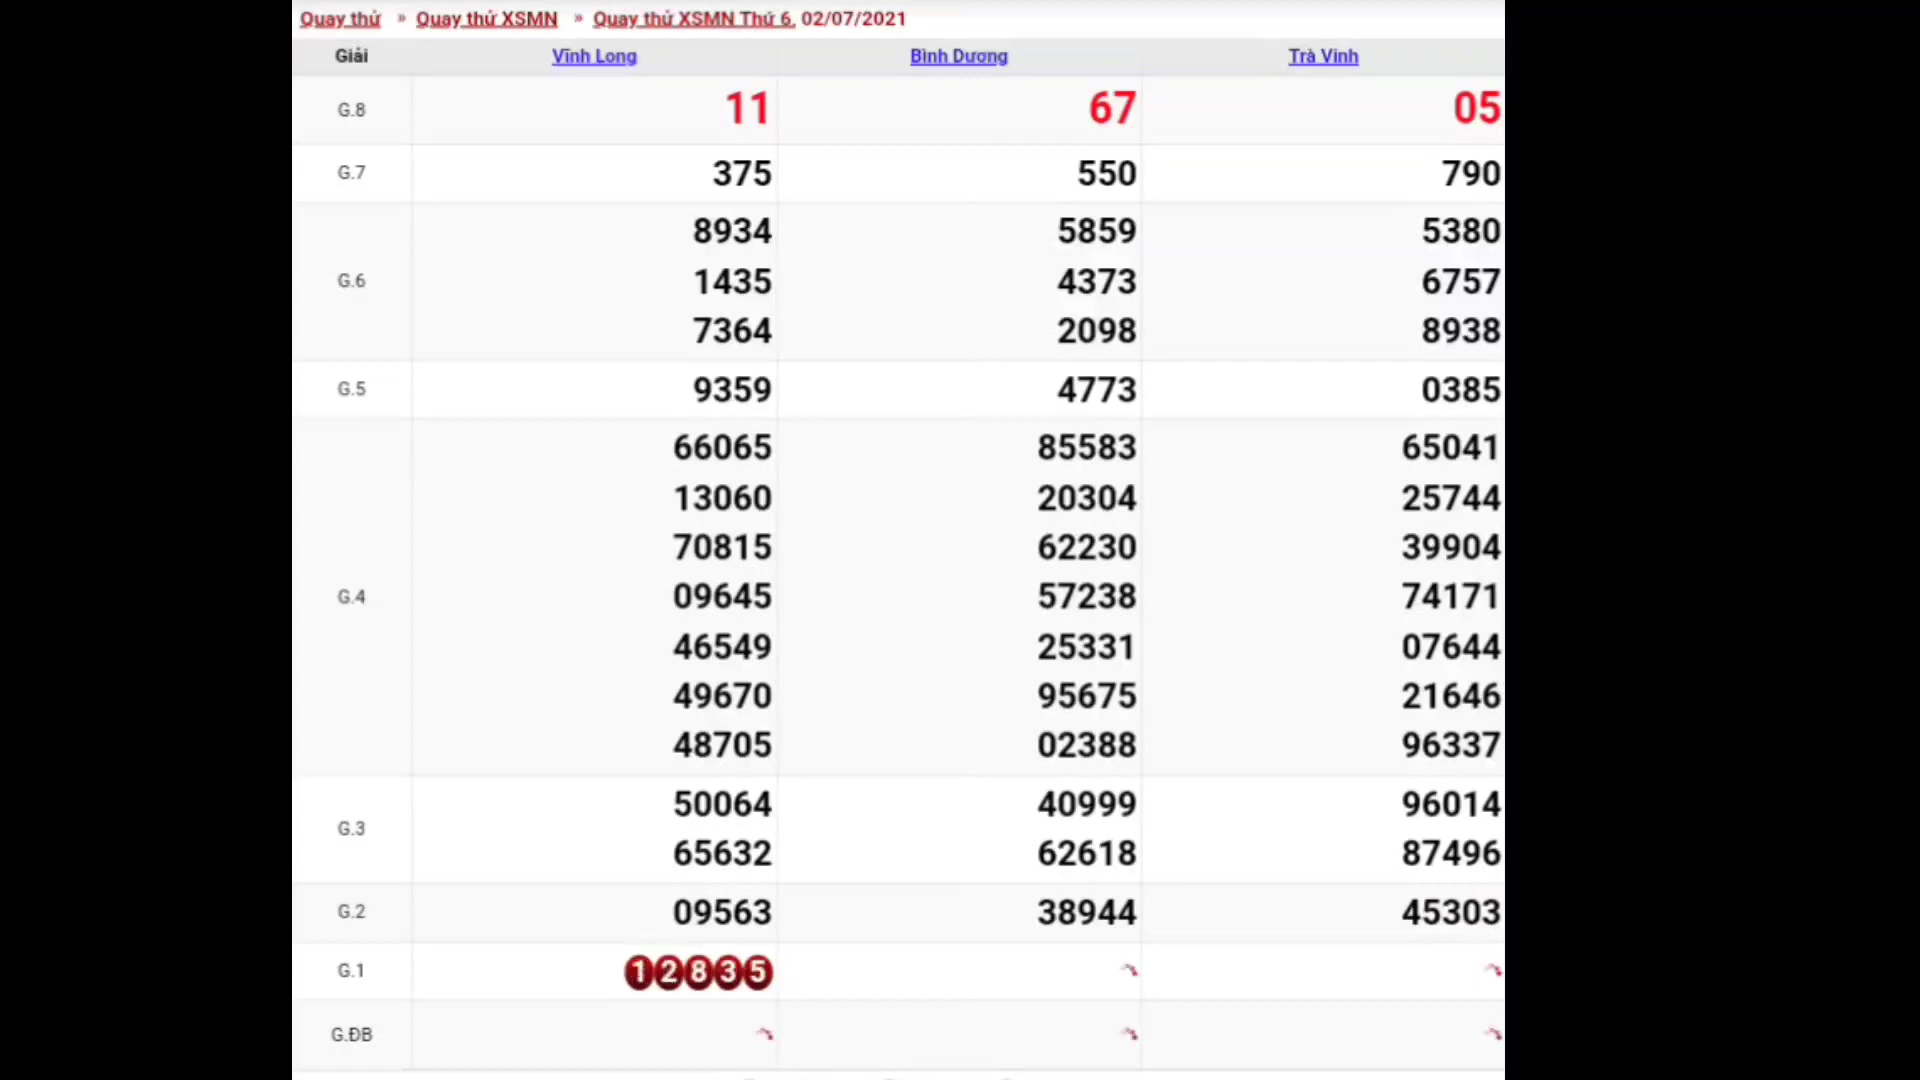 Quay thử » Quay thử XSMN » Quay thử XSMN Thứ 6, 02/07/2021
Giải Vĩnh Long Bình Dương Trà Vinh
G.8 11 67 05
G.7 375 550 790
8934 5859 5380
G.6 1435 4373 6757
7364 2098 8938
G.5 9359 4773 0385
66065 85583 65041
13060 20304 25744
70815 62230 39904
G.4 09645 57238 74171
46549 25331 07644
49670 95675 21646
48705 02388 96337
G.3
50064 40999 96014
65632 62618 87496
G.2 09563 38944 45303
G.1 12835
G.ĐB